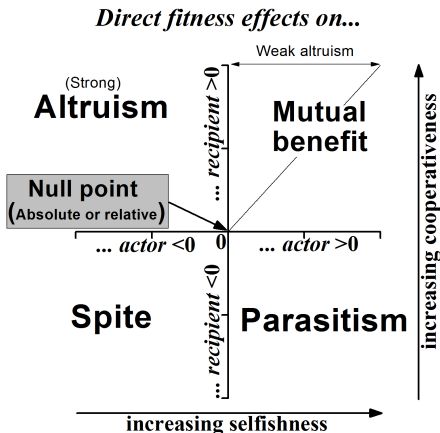 Direct fitness effects on...
Weak altruism
(Strong)
Altruism
... recipient >0
Mutual
benefit
increasing cooperativeness
Null point
(Absolute or relative)
... actor <0
0
... actor >0
Spite
... recipient <0
Parasitism
increasing selfishness